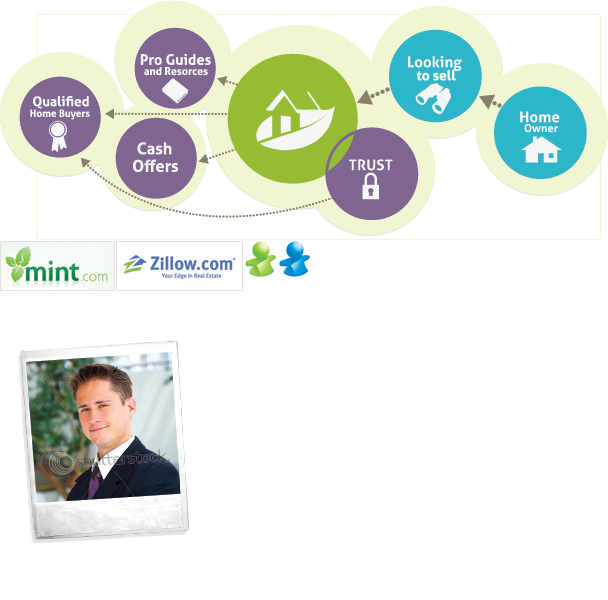 Pro Guides
and Resorces
Looking
to sell
Qualified
Home Buyers
Home
Owner
Cash
Offers
TRUST
mint.com
Zillow.com®
Your Edge in Real Estate
shutterstock